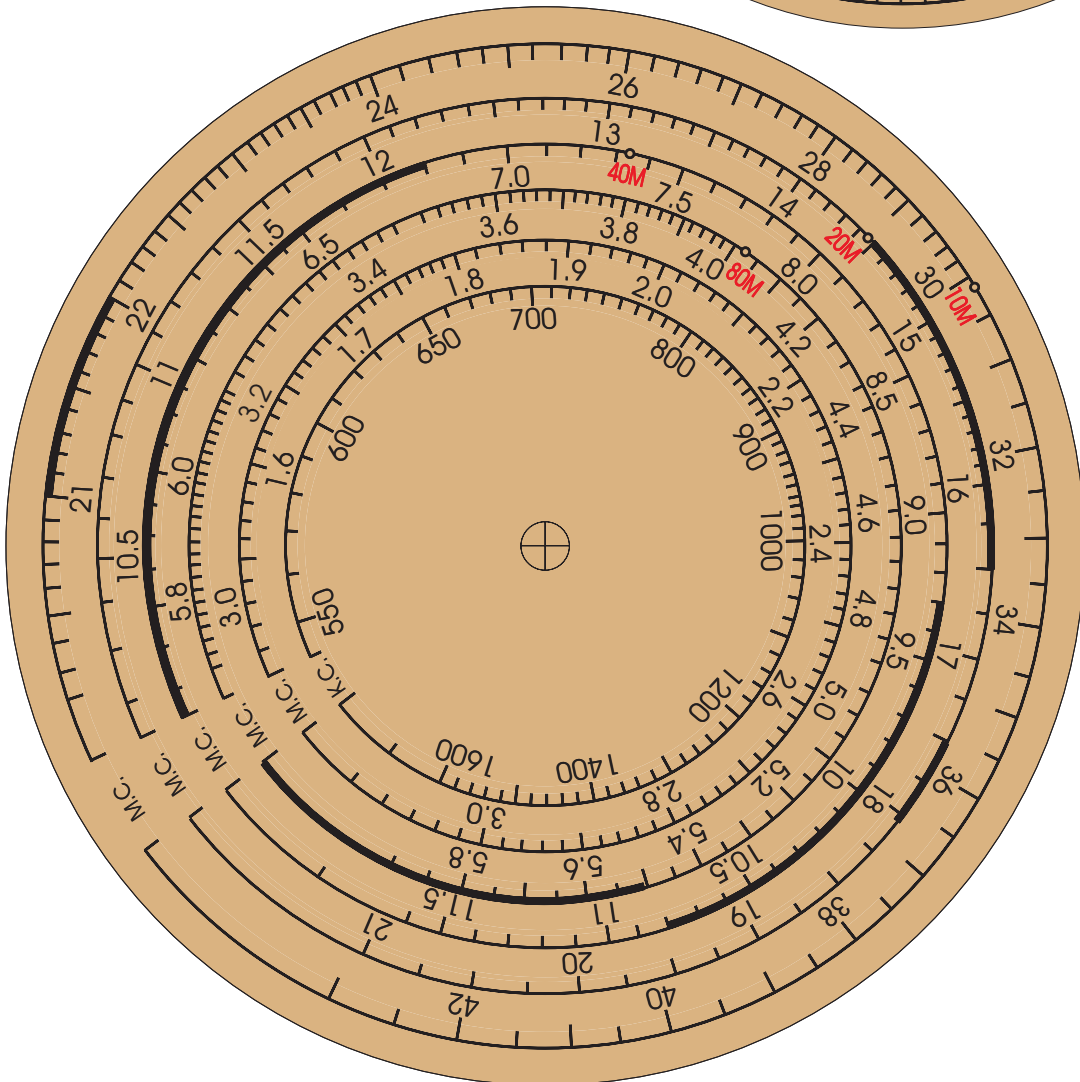 M.C. 21 22 24 26 28 30 10M 32 34 36 38 40 42
M.C. 10.5 11 11.5 12 13 14 20M 15 16 17 18 19 20 21
M.C. 5.8 6.0 6.5 7.0 40M 7.5 8.0 8.5 9.0 9.5 10 10.5 11 11.5
M.C. 3.0 3.2 3.4 3.6 3.8 4.0 80M 4.2 4.4 4.6 4.8 5.0 5.2 5.4 5.6 5.8
M.C. 1.6 1.7 1.8 1.9 2.0 2.2 2.4 2.6 2.8 3.0
K.C. 550 600 650 700 800 900 1000 1200 1400 1600